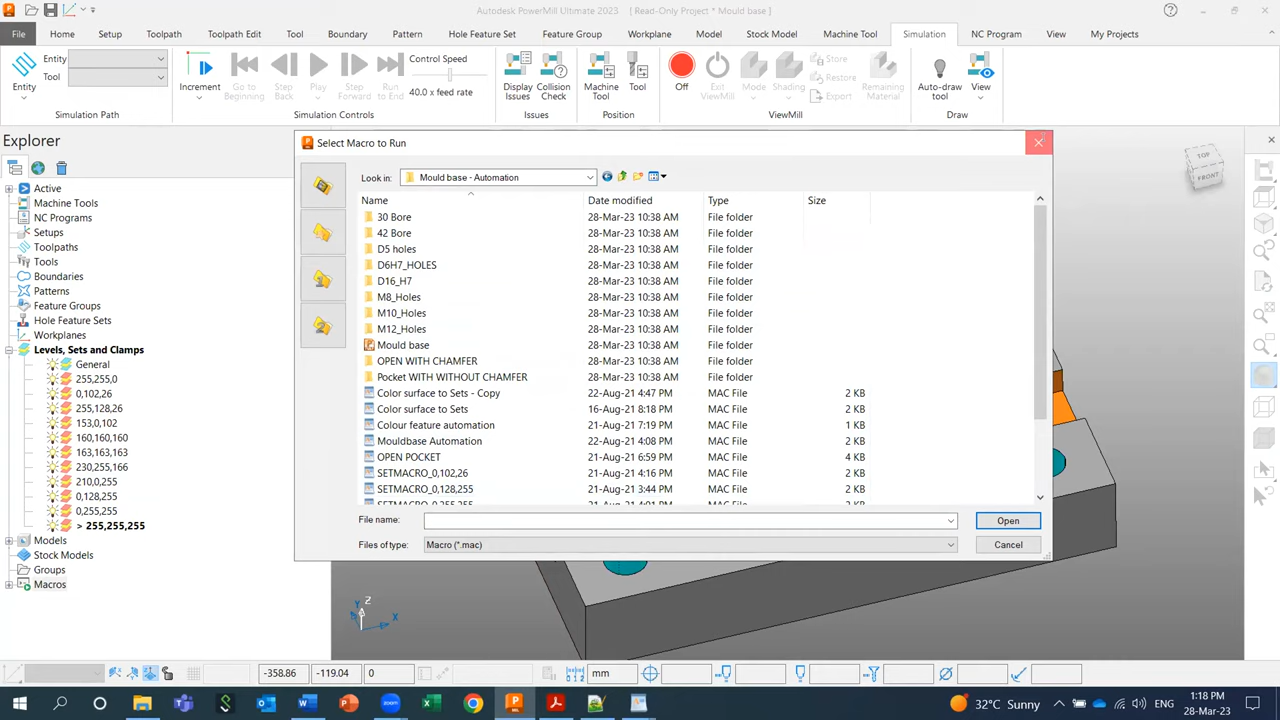 Autodesk PowerMill Ultimate 2023 [ Read-Only Project * Mould base ]
File Home Setup Toolpath Toolpath Edit Tool Boundary Pattern Hole Feature Set Feature Group Workplane Model Stock Model Machine Tool Simulation NC Program View My Projects
Entity
Entity
Tool
Simulation Path
Increment
Go to Beginning
Step Back
Play
Step Forward
Run to End
Control Speed
40.0 x feed rate
Simulation Controls
Display Issues
Collision Check
Issues
Machine Tool
Tool
Position
Off
Exit ViewMill
Mode
Shading
Store
Restore
Export
Remaining Material
ViewMill
Auto-draw tool
View
Draw
Explorer
Active
Machine Tools
NC Programs
Setups
Toolpaths
Tools
Boundaries
Patterns
Feature Groups
Hole Feature Sets
Workplanes
Levels, Sets and Clamps
General
255,255,0
0,102,26
255,128,26
153,0,102
160,160,160
163,163,163
230,255,166
210,0,255
0,128,255
0,255,255
> 255,255,255
Models
Stock Models
Groups
Macros
Select Macro to Run
Look in: Mould base - Automation
Name Date modified Type Size
30 Bore 28-Mar-23 10:38 AM File folder
42 Bore 28-Mar-23 10:38 AM File folder
D5 holes 28-Mar-23 10:38 AM File folder
D6H7_HOLES 28-Mar-23 10:38 AM File folder
D16_H7 28-Mar-23 10:38 AM File folder
M8_Holes 28-Mar-23 10:38 AM File folder
M10_Holes 28-Mar-23 10:38 AM File folder
M12_Holes 28-Mar-23 10:38 AM File folder
Mould base 28-Mar-23 10:38 AM File folder
OPEN WITH CHAMFER 28-Mar-23 10:38 AM File folder
Pocket WITH WITHOUT CHAMFER 28-Mar-23 10:38 AM File folder
Color surface to Sets - Copy 22-Aug-21 4:47 PM MAC File 2 KB
Color surface to Sets 16-Aug-21 8:18 PM MAC File 2 KB
Colour feature automation 21-Aug-21 7:19 PM MAC File 1 KB
Mouldbase Automation 22-Aug-21 4:08 PM MAC File 2 KB
OPEN POCKET 21-Aug-21 6:59 PM MAC File 4 KB
SETMACRO_0,102,26 21-Aug-21 4:16 PM MAC File 2 KB
SETMACRO_0,128,255 21-Aug-21 3:44 PM MAC File 2 KB
SETMACRO_0,255,255 21-Aug-21 4:01 PM MAC File 2 KB
File name: Open
Files of type: Macro (*.mac) Cancel
TOP
FRONT
Z
Y
X
-358.86 -119.04 0 mm
32°C Sunny
ENG
1:18 PM
28-Mar-23